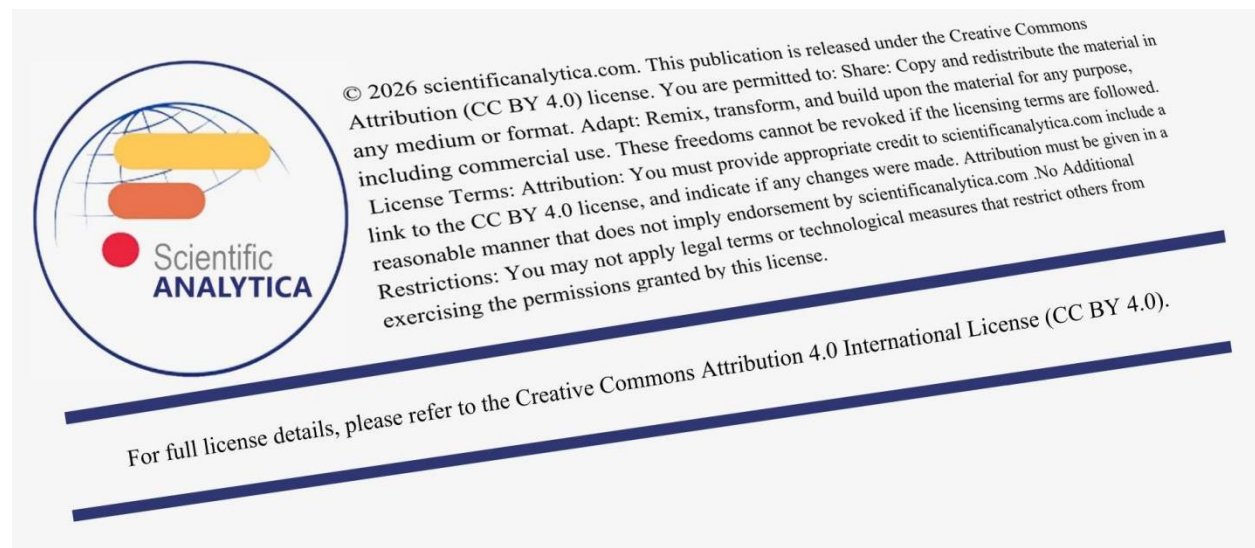 Scientific
ANALYTICA
© 2026 scientificanalytica.com. This publication is released under the Creative Commons
Attribution (CC BY 4.0) license. You are permitted to: Share: Copy and redistribute the material in
any medium or format. Adapt: Remix, transform, and build upon the material for any purpose,
including commercial use. These freedoms cannot be revoked if the licensing terms are followed.
License Terms: Attribution: You must provide appropriate credit to scientificanalytica.com include a
link to the CC BY 4.0 license, and indicate if any changes were made. Attribution must be given in a
reasonable manner that does not imply endorsement by scientificanalytica.com .No Additional
Restrictions: You may not apply legal terms or technological measures that restrict others from
exercising the permissions granted by this license.
For full license details, please refer to the Creative Commons Attribution 4.0 International License (CC BY 4.0).